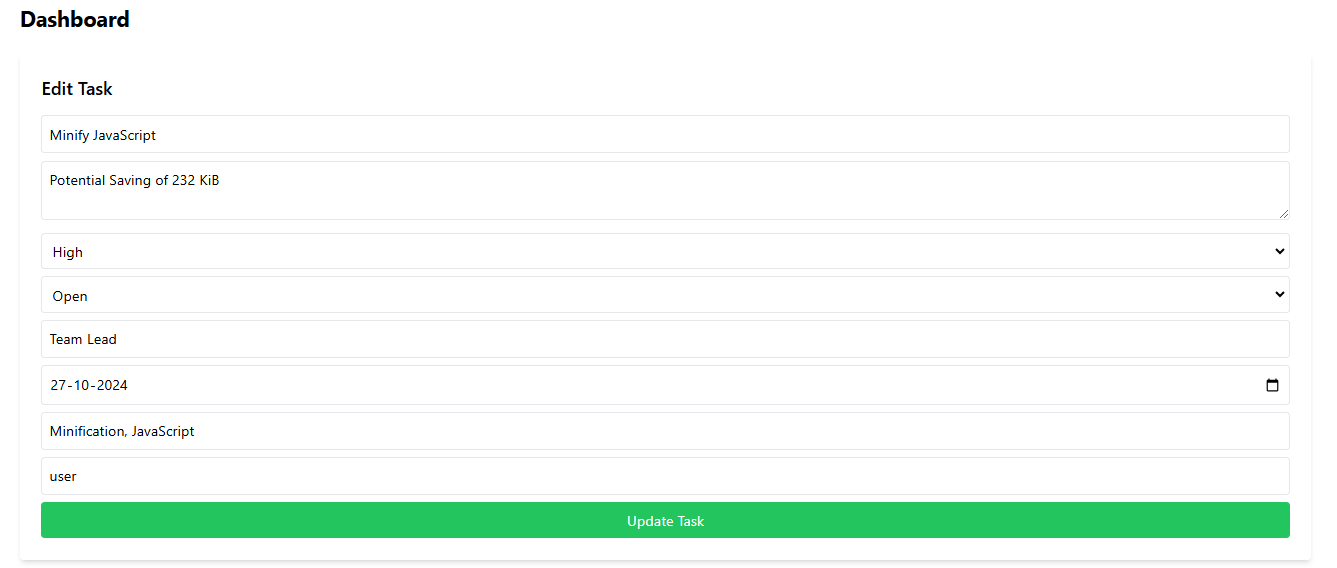 Dashboard
Edit Task
Minify JavaScript
Potential Saving of 232 KiB
High
Open
Team Lead
27-10-2024
Minification, JavaScript
user
Update Task